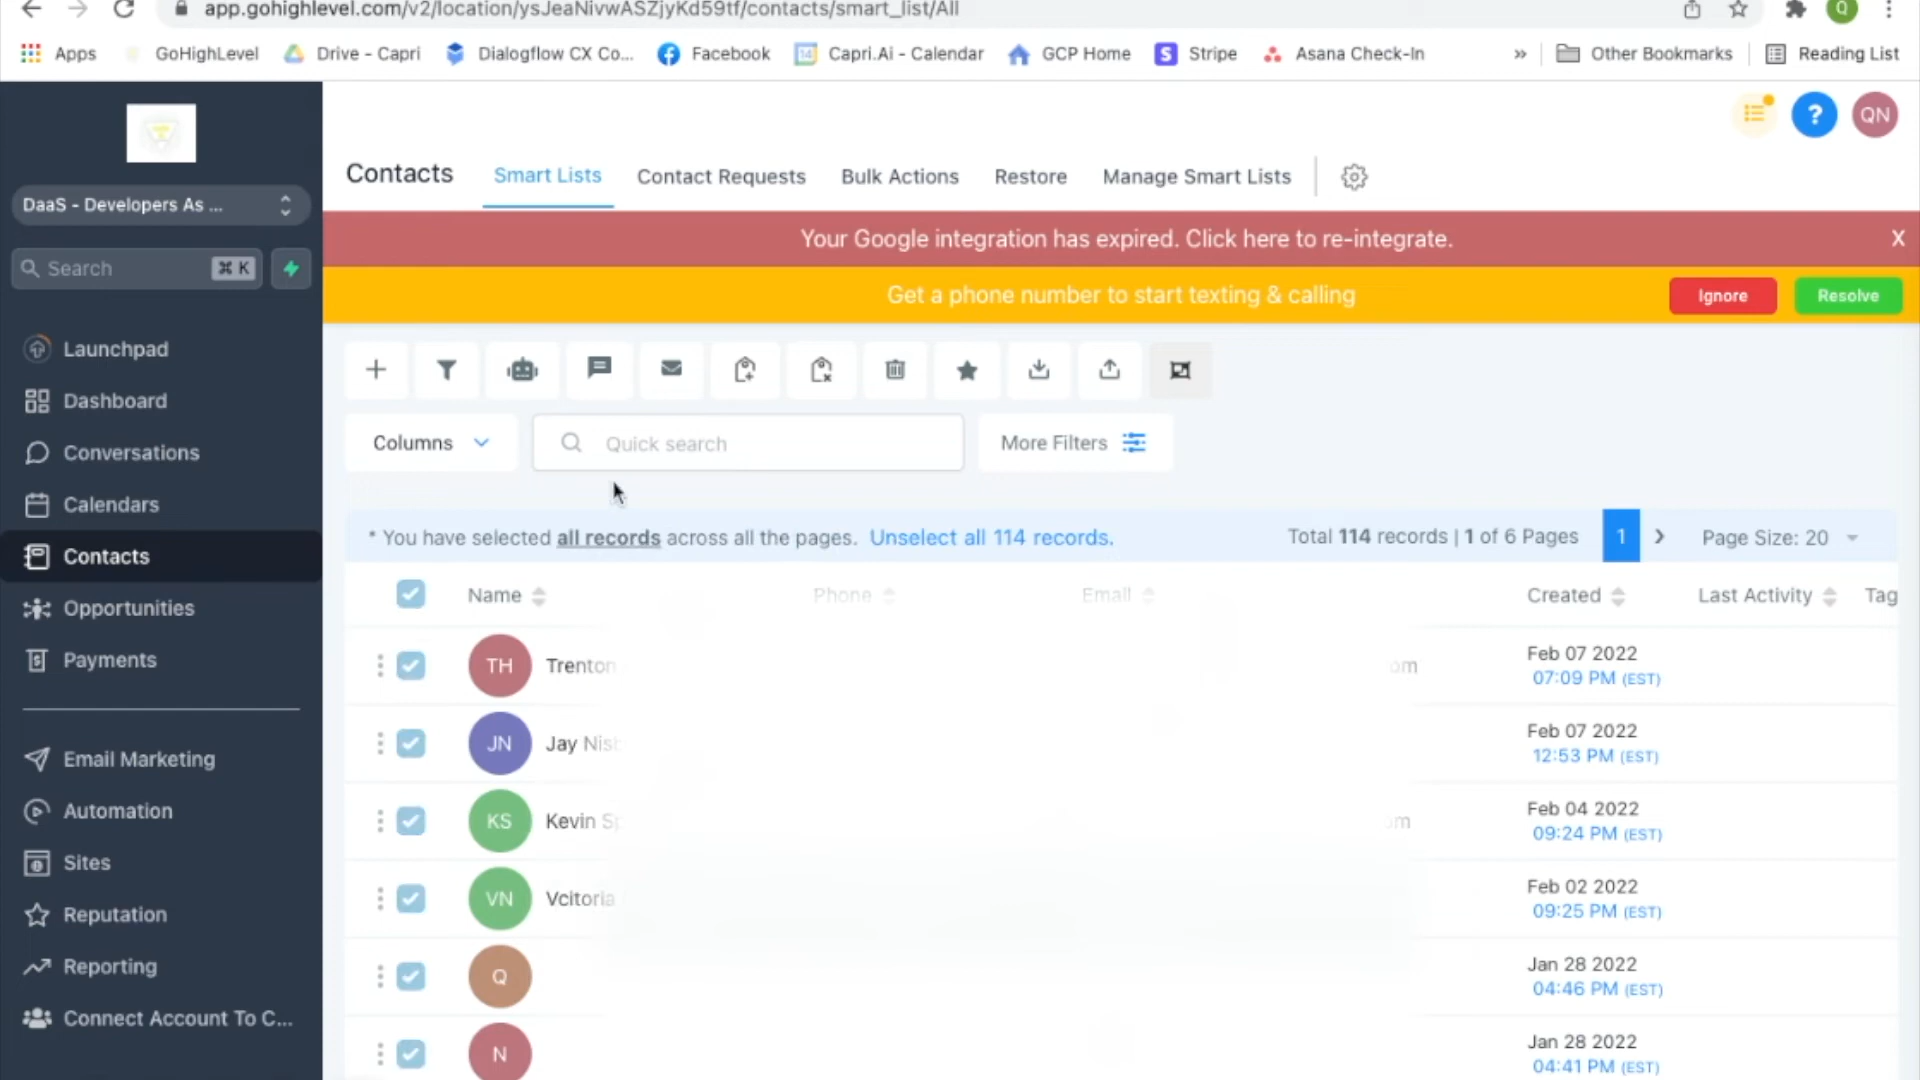 app.gohighlevel.com/v2/location/ysJeaNivwASZjyKd59tf/contacts/smart_list/All
Q
Apps GoHighLevel Drive - Capri Dialogflow CX Co... Facebook 14 Capri.Ai - Calendar GCP Home S Stripe Asana Check-In » Other Bookmarks Reading List
? QN
Contacts Smart Lists Contact Requests Bulk Actions Restore Manage Smart Lists
DaaS - Developers As ...
Your Google integration has expired. Click here to re-integrate. X
Search ⌘ K
Get a phone number to start texting & calling Ignore Resolve
Launchpad
Dashboard
Conversations
Calendars
Contacts
Opportunities
Payments
Email Marketing
Automation
Sites
Reputation
Reporting
Connect Account To C...
Columns Quick search More Filters
* You have selected all records across all the pages. Unselect all 114 records. Total 114 records | 1 of 6 Pages 1 Page Size: 20
Name Phone Email Created Last Activity Tag
TH Trenton om Feb 07 2022
07:09 PM (EST)
JN Jay Feb 07 2022
12:53 PM (EST)
KS Kevin om Feb 04 2022
09:24 PM (EST)
VN Vcitoria Feb 02 2022
09:25 PM (EST)
Q Jan 28 2022
04:46 PM (EST)
N Jan 28 2022
04:41 PM (EST)